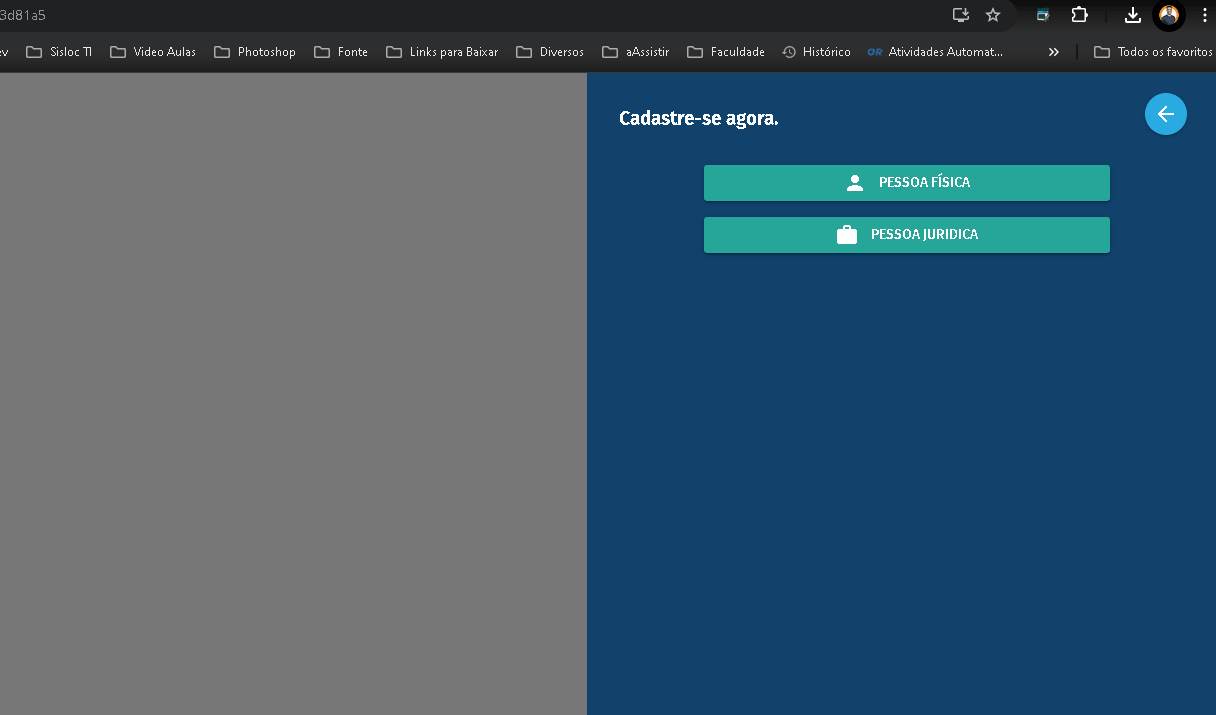 3d81a5
Sisloc TI Video Aulas Photoshop Fonte Links para Baixar Diversos aAssistir Faculdade Histórico OR Atividades Automat... Todos os favoritos
Cadastre-se agora.
PESSOA FÍSICA
PESSOA JURIDICA